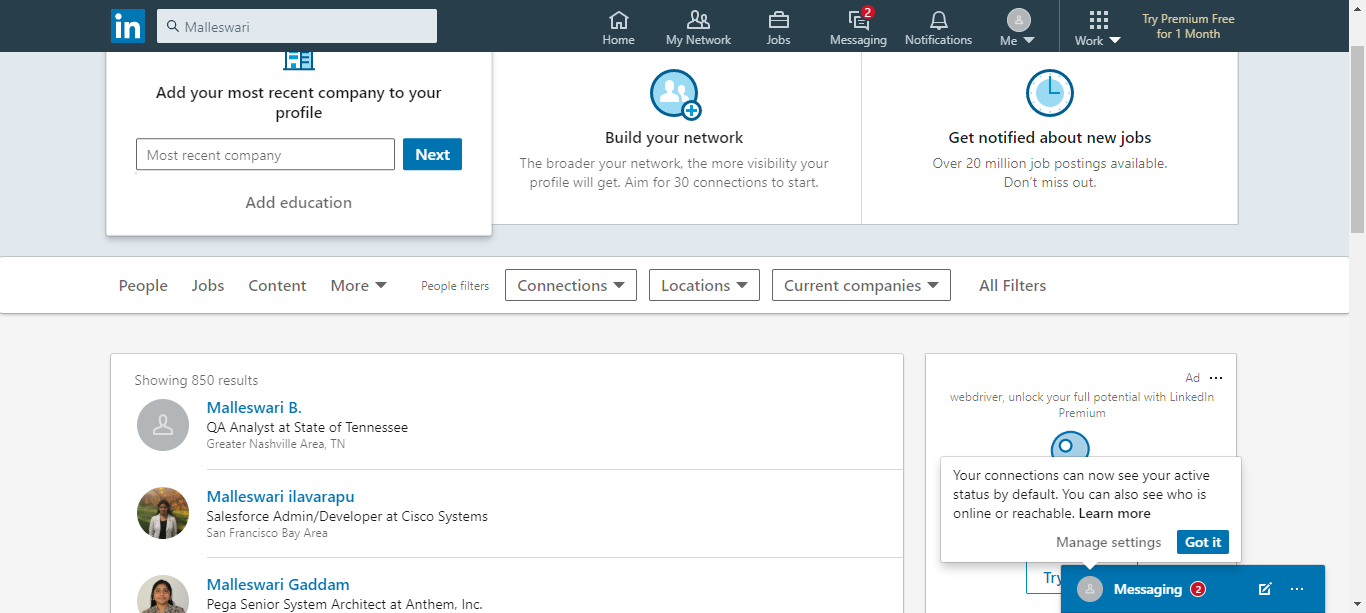 in
Malleswari
Home
My Network
Jobs
2
Messaging
Notifications
Me
Work
Try Premium Free
for 1 Month
Add your most recent company to your
profile
Most recent company
Next
Add education
Build your network
The broader your network, the more visibility your
profile will get. Aim for 30 connections to start.
Get notified about new jobs
Over 20 million job postings available.
Don't miss out.
People
Jobs
Content
More
People filters
Connections
Locations
Current companies
All Filters
Showing 850 results
Malleswari B.
QA Analyst at State of Tennessee
Greater Nashville Area, TN
Malleswari ilavarapu
Salesforce Admin/Developer at Cisco Systems
San Francisco Bay Area
Malleswari Gaddam
Pega Senior System Architect at Anthem, Inc.
Ad
webdriver, unlock your full potential with LinkedIn
Premium
Your connections can now see your active
status by default. You can also see who is
online or reachable. Learn more
Manage settings
Got it
Try
Messaging
2